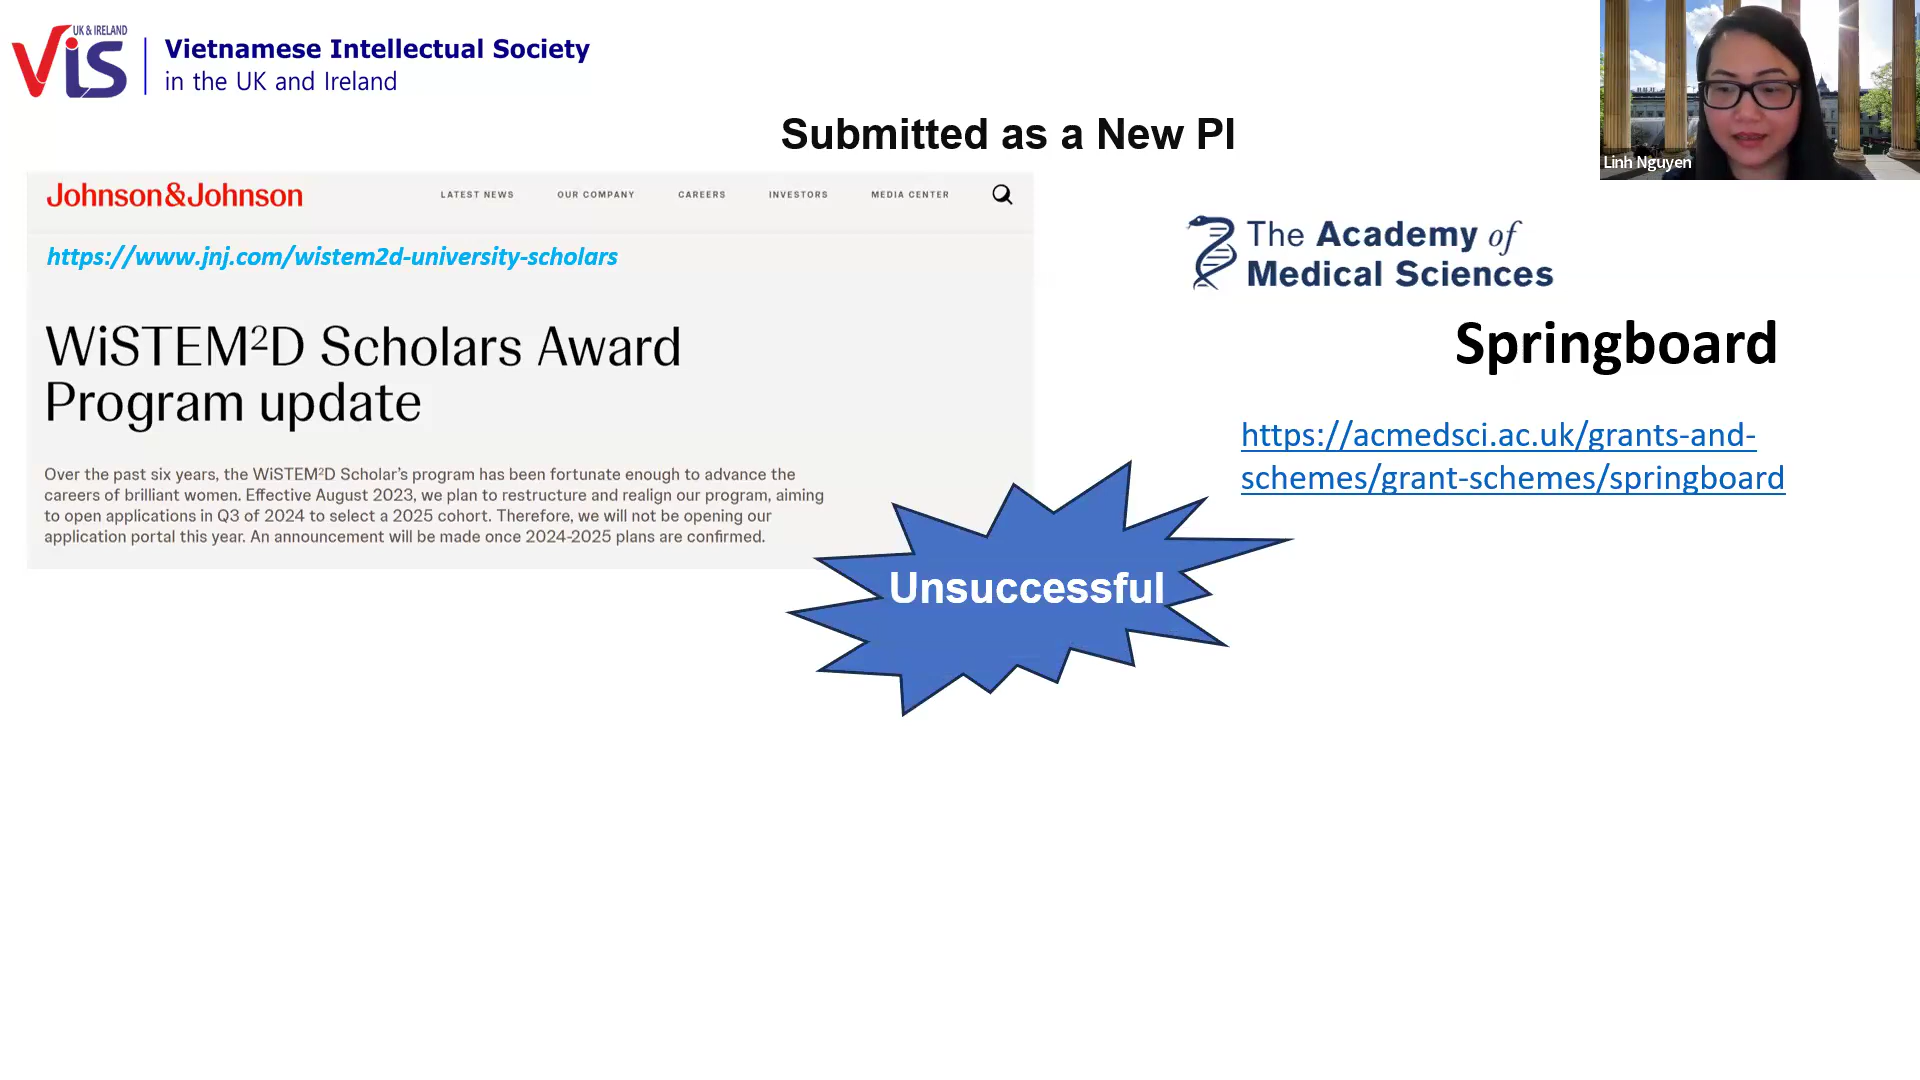 UK & IRELAND
ViS
Vietnamese Intellectual Society
in the UK and Ireland
Submitted as a New PI
Linh Nguyen
Johnson&Johnson
LATEST NEWS OUR COMPANY CAREERS INVESTORS MEDIA CENTER
https://www.jnj.com/wistem2d-university-scholars
WiSTEM²D Scholars Award
Program update
Over the past six years, the WiSTEM²D Scholar's program has been fortunate enough to advance the
careers of brilliant women. Effective August 2023, we plan to restructure and realign our program, aiming
to open applications in Q3 of 2024 to select a 2025 cohort. Therefore, we will not be opening our
application portal this year. An announcement will be made once 2024-2025 plans are confirmed.
The Academy of
Medical Sciences
Springboard
https://acmedsci.ac.uk/grants-and-
schemes/grant-schemes/springboard
Unsuccessful